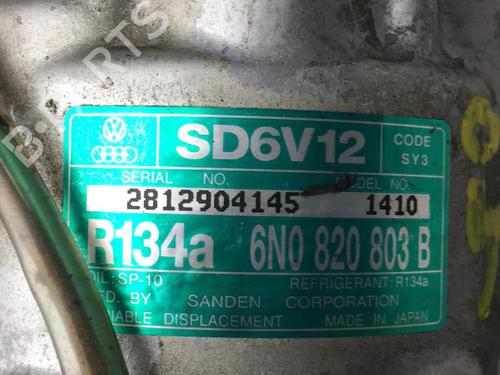 SD6V12
CODE
SY3
SERIAL NO. MODEL NO.
2812904145 1410
R134a 6N0 820 803 B
OIL: SP-10 REFRIGERANT: R134a
MFD. BY SANDEN CORPORATION
VARIABLE DISPLACEMENT MADE IN JAPAN
B-PARTS